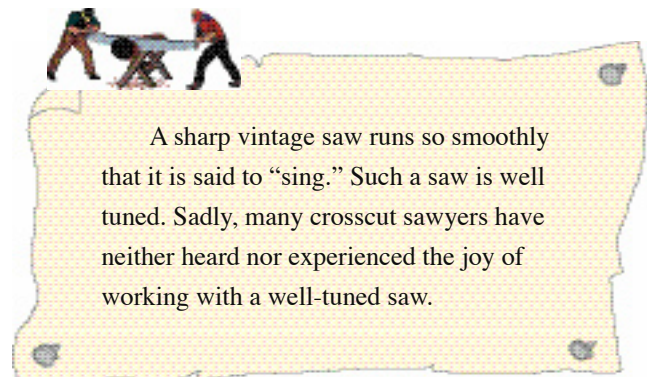 A sharp vintage saw runs so smoothly
that it is said to “sing.” Such a saw is well
tuned. Sadly, many crosscut sawyers have
neither heard nor experienced the joy of
working with a well-tuned saw.